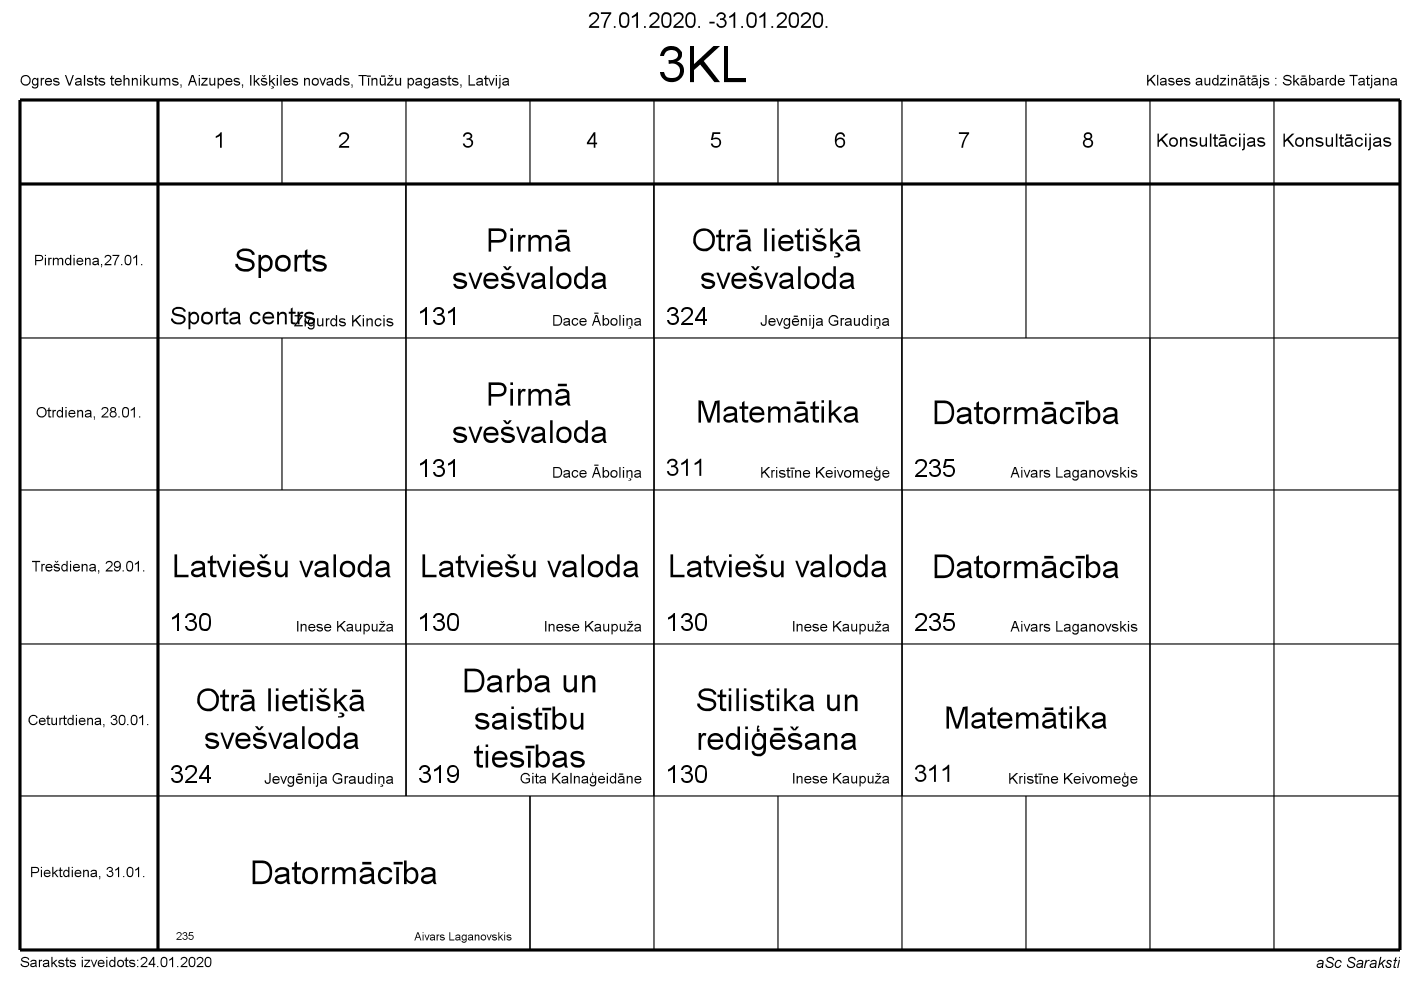 27.01.2020. -31.01.2020.
3KL
Ogres Valsts tehnikums, Aizupes, Ikšķiles novads, Tīnūžu pagasts, Latvija
Klases audzinātājs : Skābarde Tatjana
1 2 3 4 5 6 7 8 Konsultācijas Konsultācijas
Pirmdiena,27.01.
Sports
Sporta centrs
Zigurds Kincis
Pirmā
svešvaloda
131
Dace Āboliņa
Otrā lietišķā
svešvaloda
324
Jevgēnija Graudiņa
Otrdiena, 28.01.
Pirmā
svešvaloda
131
Dace Āboliņa
Matemātika
311
Kristīne Keivomeģe
Datormācība
235
Aivars Laganovskis
Trešdiena, 29.01.
Latviešu valoda
130
Inese Kaupuža
Latviešu valoda
130
Inese Kaupuža
Latviešu valoda
130
Inese Kaupuža
Datormācība
235
Aivars Laganovskis
Ceturtdiena, 30.01.
Otrā lietišķā
svešvaloda
324
Jevgēnija Graudiņa
Darba un
saistību
tiesības
319
Gita Kalnaģeidāne
Stilistika un
rediģēšana
130
Inese Kaupuža
Matemātika
311
Kristīne Keivomeģe
Piektdiena, 31.01.
Datormācība
235
Aivars Laganovskis
Saraksts izveidots:24.01.2020
aSc Saraksti